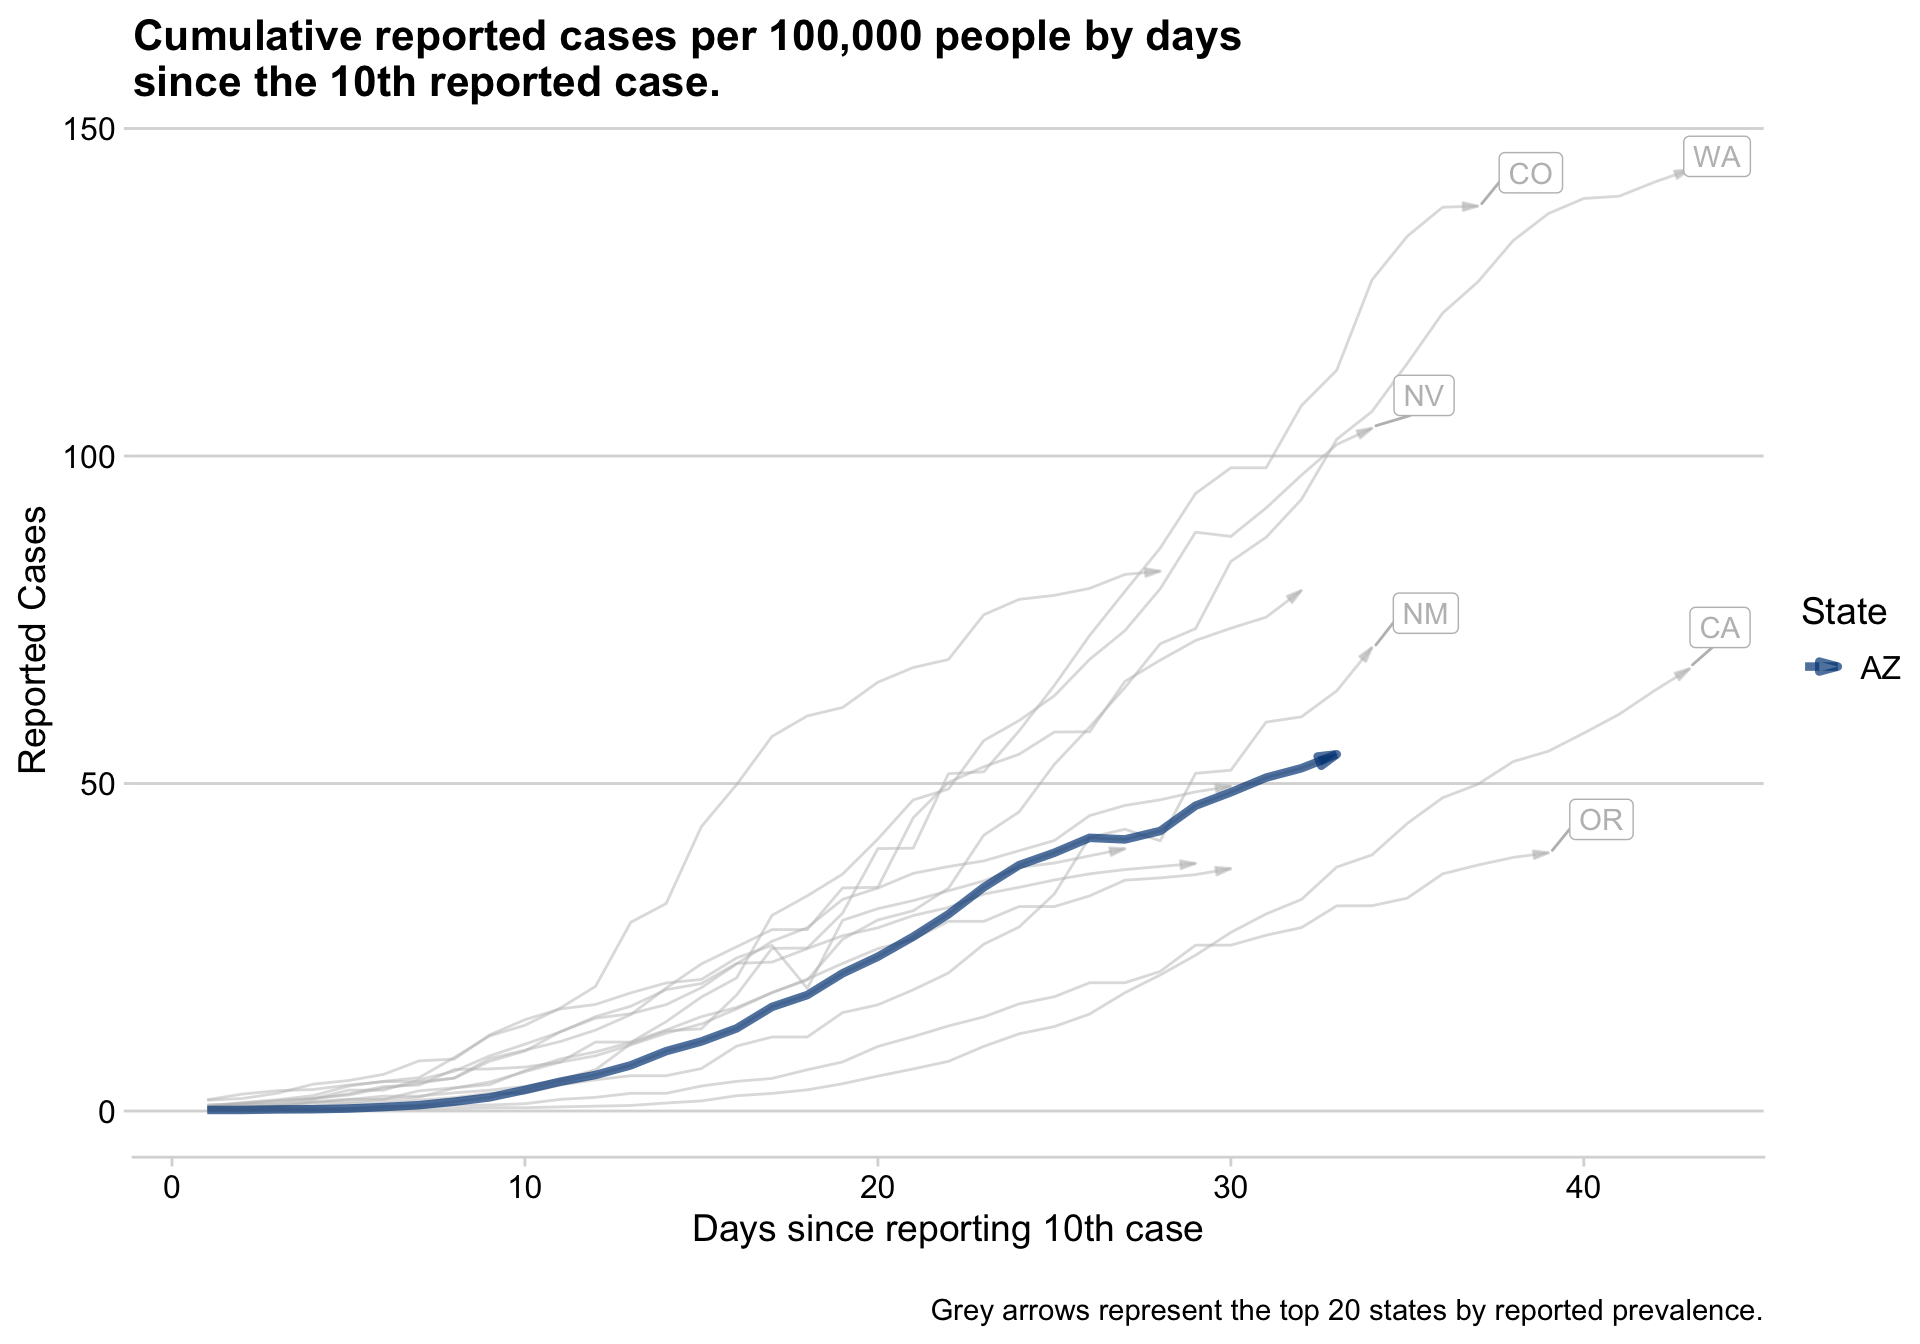 Cumulative reported cases per 100,000 people by days
since the 10th reported case.
150
CO
WA
NV
100
Reported Cases
NM
CA
State
AZ
50
OR
0
0 10 20 30 40
Days since reporting 10th case
Grey arrows represent the top 20 states by reported prevalence.